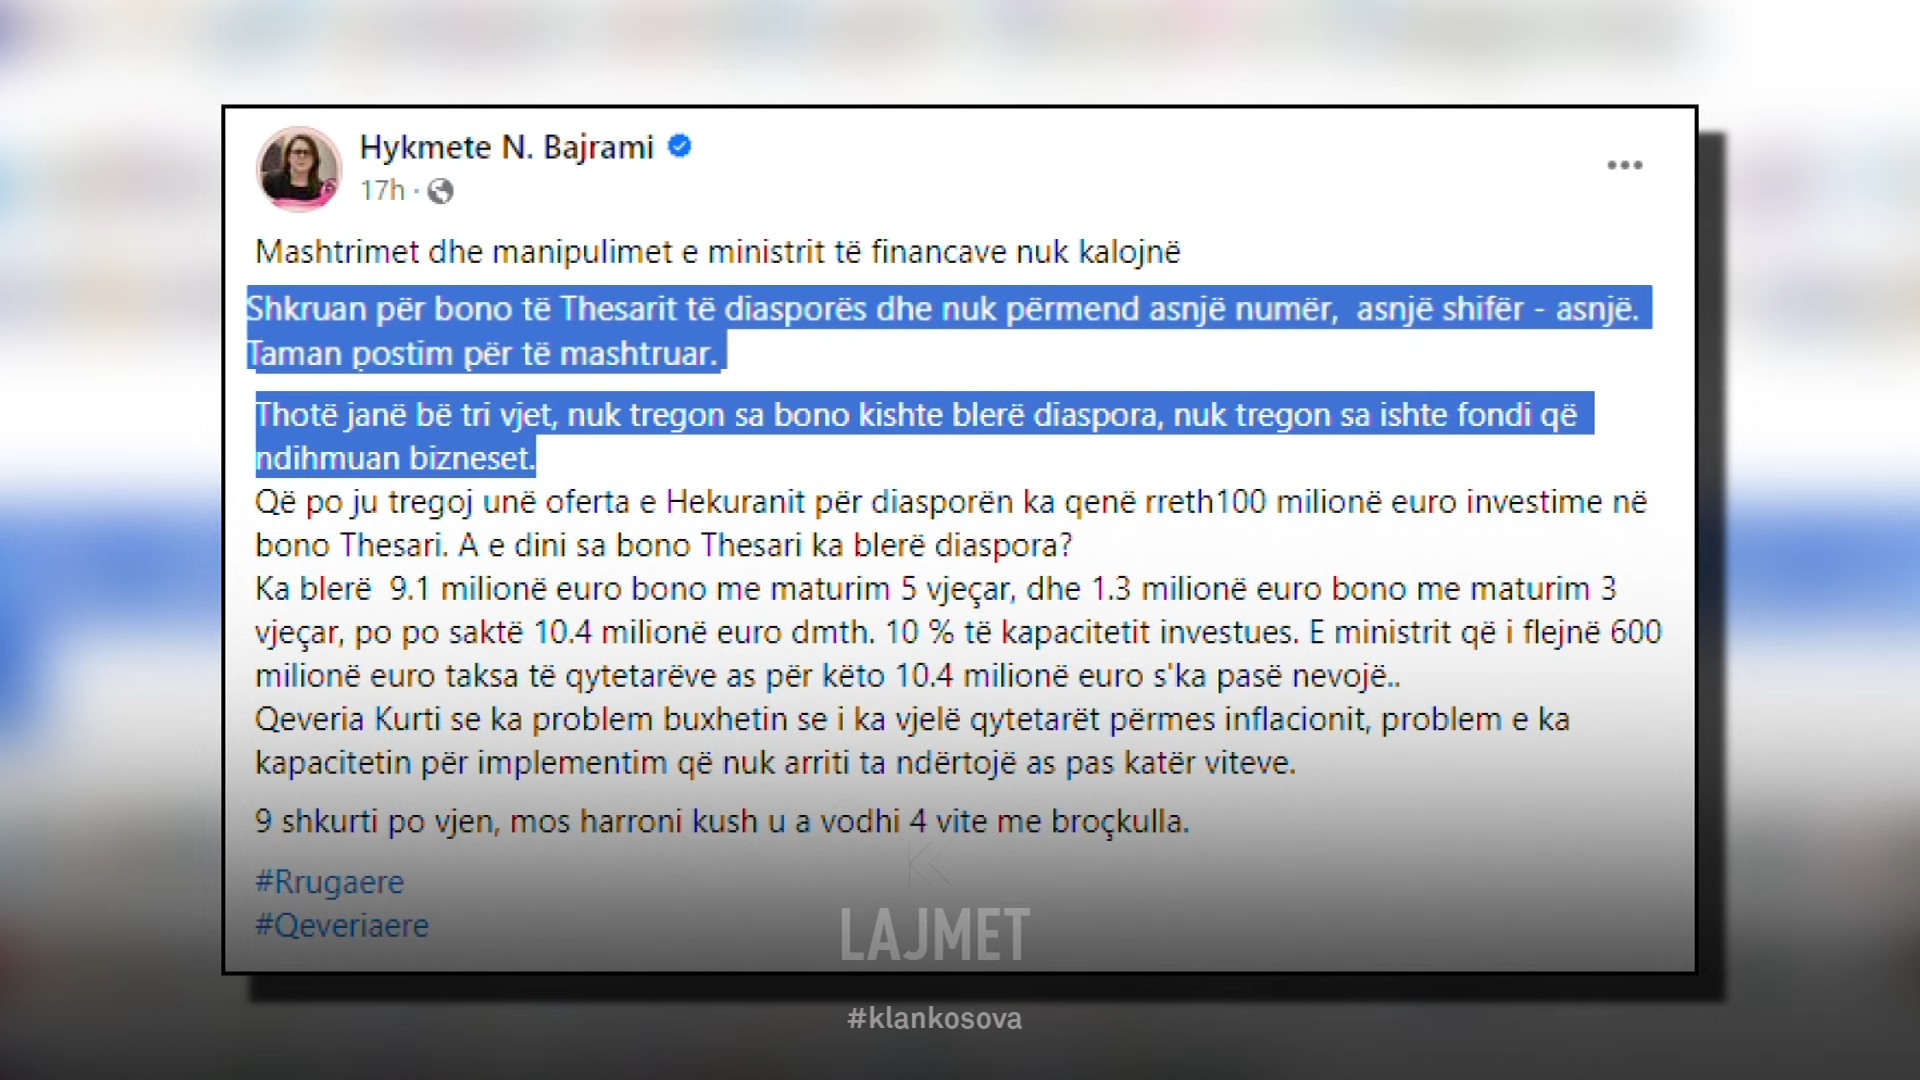 Hykmete N. Bajrami
17h ·
Mashtrimet dhe manipulimet e ministrit të financave nuk kalojnë
Shkruan për bono të Thesarit të diasporës dhe nuk përmend asnjë numër,  asnjë shifër - asnjë.
Taman postim për të mashtruar.
Thotë janë bë tri vjet, nuk tregon sa bono kishte blerë diaspora, nuk tregon sa ishte fondi që
ndihmuan bizneset.
Që po ju tregoj unë oferta e Hekuranit për diasporën ka qenë rreth100 milionë euro investime në
bono Thesari. A e dini sa bono Thesari ka blerë diaspora?
Ka blerë  9.1 milionë euro bono me maturim 5 vjeçar, dhe 1.3 milionë euro bono me maturim 3
vjeçar, po po saktë 10.4 milionë euro dmth. 10 % të kapacitetit investues. E ministrit që i flejnë 600
milionë euro taksa të qytetarëve as për këto 10.4 milionë euro s'ka pasë nevojë..
Qeveria Kurti se ka problem buxhetin se i ka vjelë qytetarët përmes inflacionit, problem e ka
kapacitetin për implementim që nuk arriti ta ndërtojë as pas katër viteve.
9 shkurti po vjen, mos harroni kush u a vodhi 4 vite me broçkulla.
#Rrugaere
#Qeveriaere
LAJMET
#klankosova